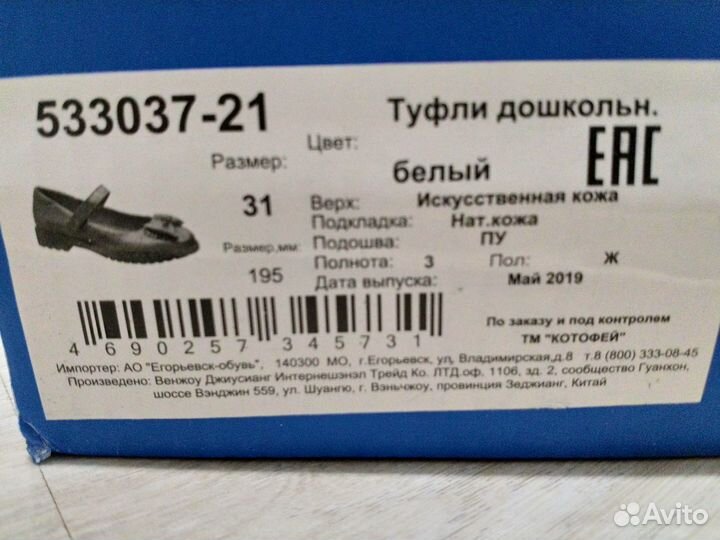 533037-21
Туфли дошкольн.
Размер:
Цвет:
белый
EAC
31
Верх: Искусственная кожа
Подкладка: Нат.кожа
Размер,мм:
Подошва: ПУ
195
Полнота: 3 Пол: Ж
Дата выпуска: Май 2019
4 690257 345731
По заказу и под контролем
ТМ "КОТОФЕЙ"
Импортер: АО "Егорьевск-обувь", 140300 МО, г.Егорьевск, ул. Владимирская,д.8 т.8 (800) 333-08-45
Произведено: Венжоу Джиусианг Интернешэнэл Трейд Ко. ЛТД.оф. 1106, зд. 2, сообщество Гуанхон,
шоссе Вэнджин 559, ул. Шуангю, г. Вэньчжоу, провинция Зеджианг, Китай
Avito